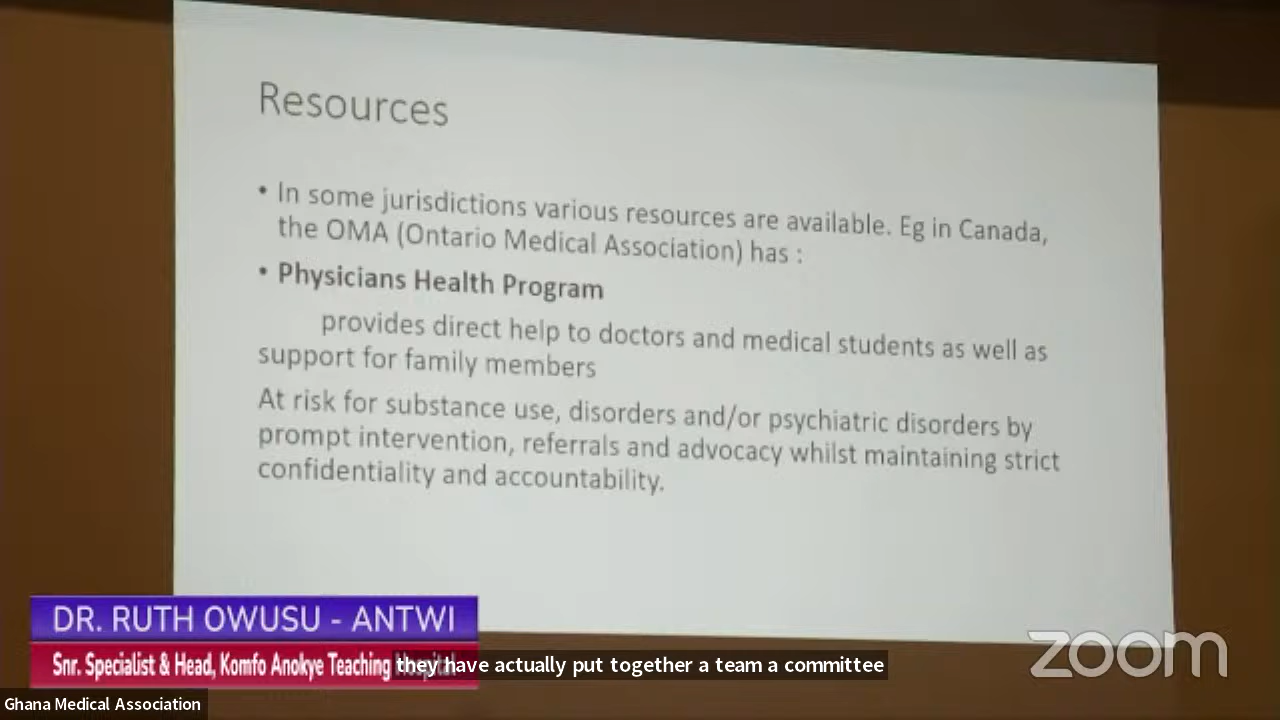 Resources
• In some jurisdictions various resources are available. Eg in Canada,
the OMA (Ontario Medical Association) has :
• Physicians Health Program
provides direct help to doctors and medical students as well as
support for family members
At risk for substance use, disorders and/or psychiatric disorders by
prompt intervention, referrals and advocacy whilst maintaining strict
confidentiality and accountability.
DR. RUTH OWUSU - ANTWI
Snr. Specialist & Head, Komfo Anokye Teaching Hospital
they have actually put together a team a committee
zoom
Ghana Medical Association